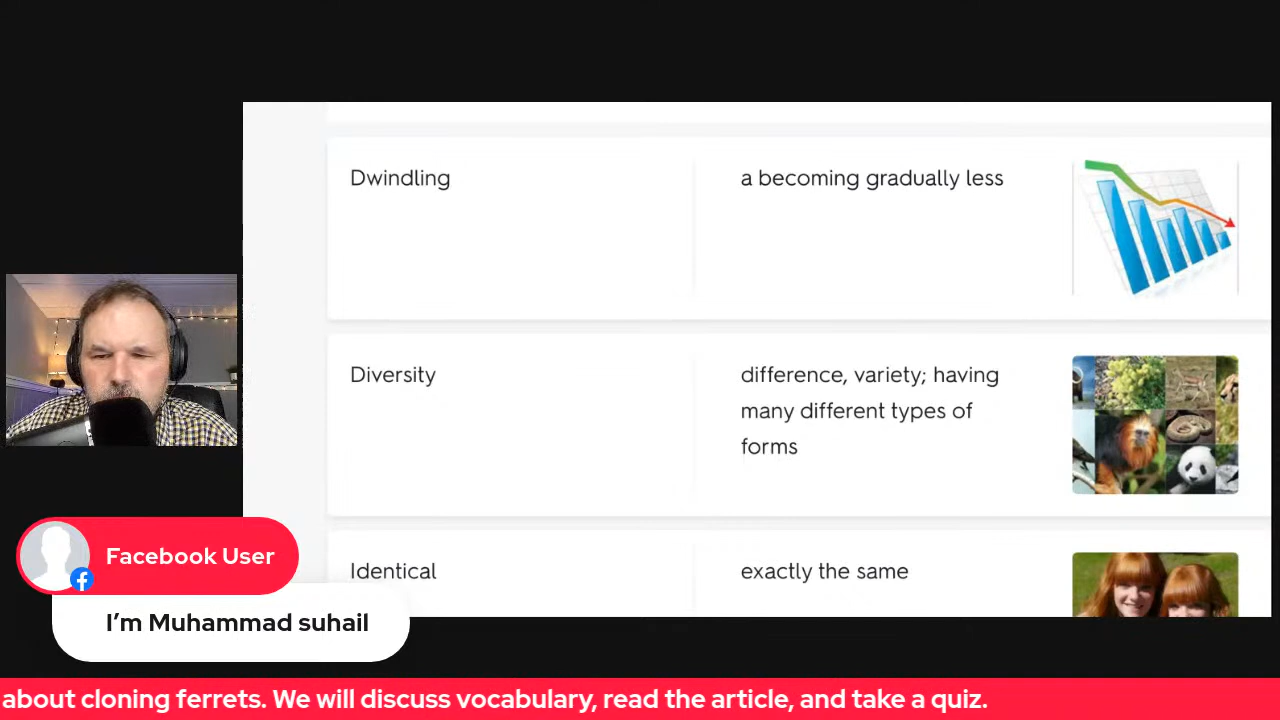 Dwindling
a becoming gradually less
Diversity
difference, variety; having
many different types of
forms
Identical
exactly the same
Facebook User
I’m Muhammad suhail
about cloning ferrets. We will discuss vocabulary, read the article, and take a quiz.